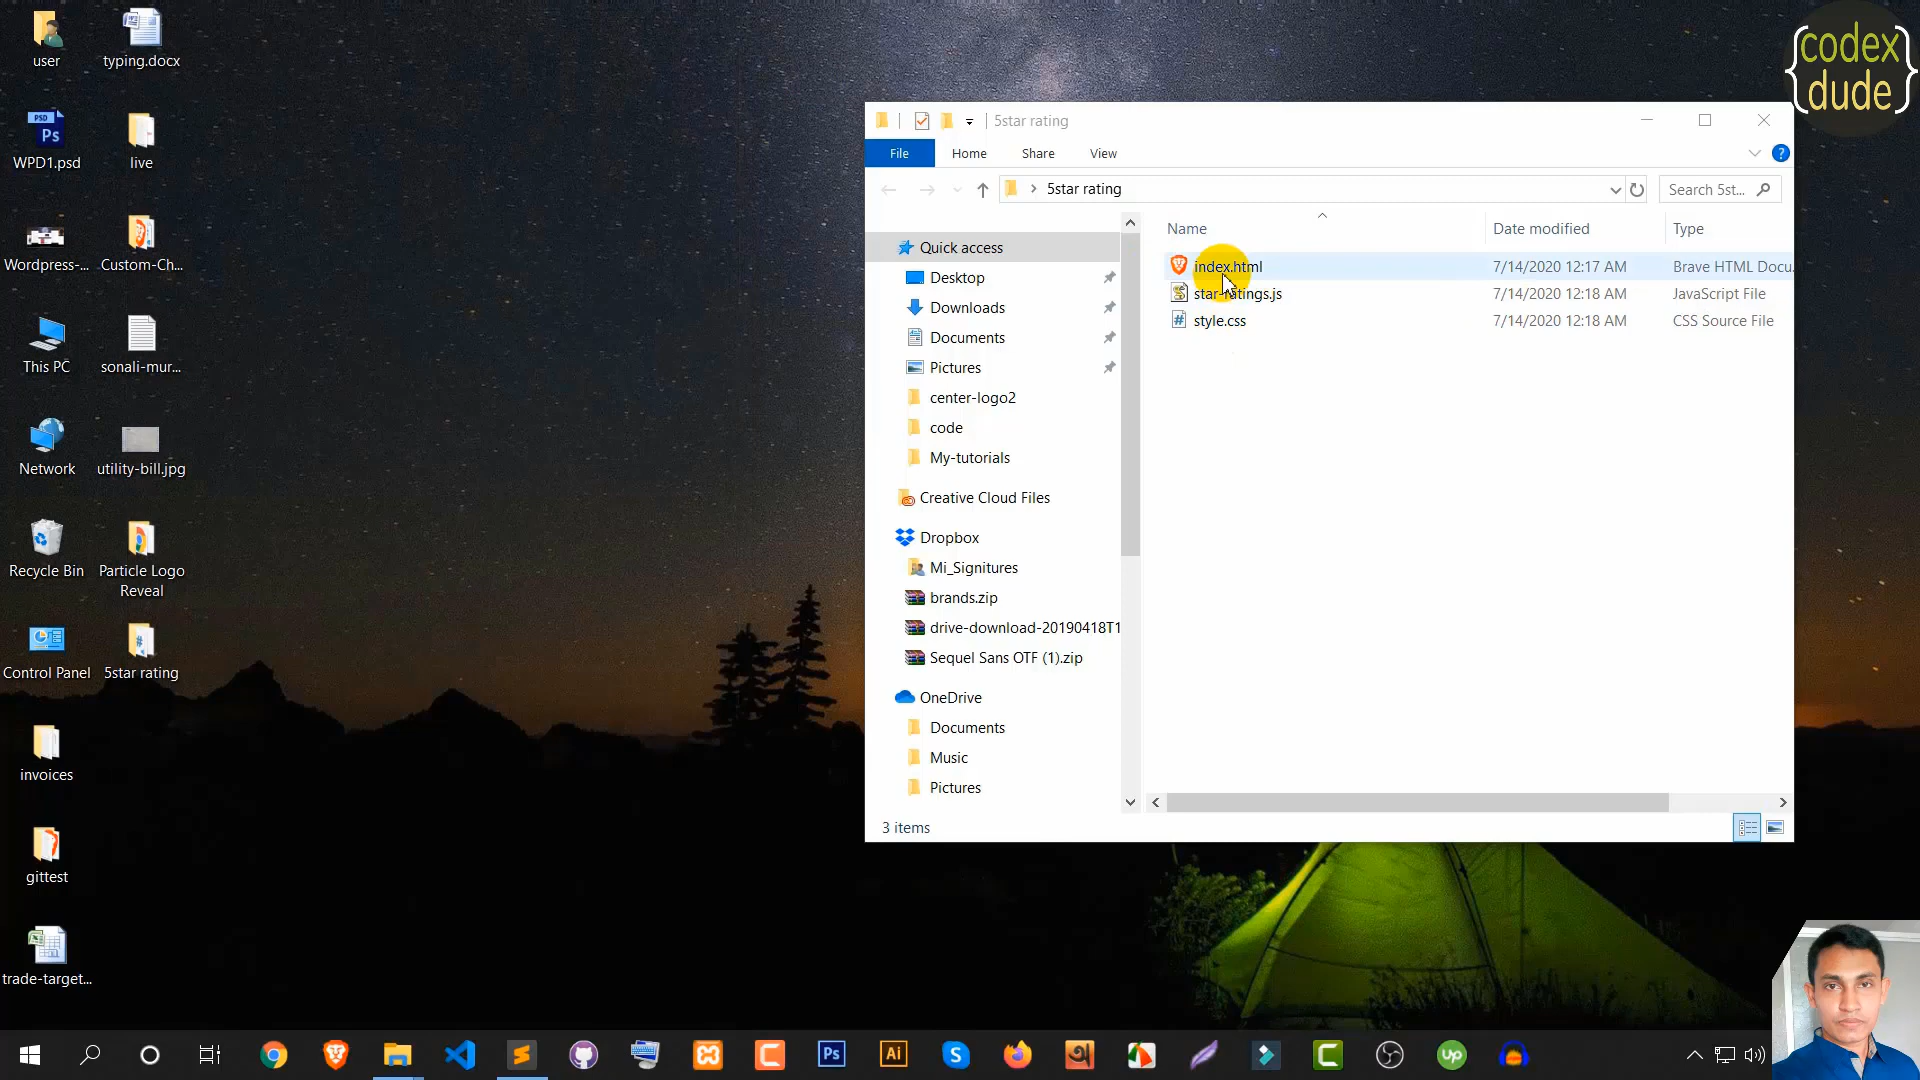 user
typing.docx
WPD1.psd
live
Wordpress-...
Custom-Ch...
This PC
sonali-mur...
Network
utility-bill.jpg
Recycle Bin
Particle Logo
Reveal
Control Panel
5star rating
invoices
gittest
trade-target...
{codex
dude}
5star rating
File
Home
Share
View
5star rating
Search 5st...
Name
Date modified
Type
index.html
7/14/2020 12:17 AM
Brave HTML Docu
star-ratings.js
7/14/2020 12:18 AM
JavaScript File
style.css
7/14/2020 12:18 AM
CSS Source File
Quick access
Desktop
Downloads
Documents
Pictures
center-logo2
code
My-tutorials
Creative Cloud Files
Dropbox
Mi_Signitures
brands.zip
drive-download-20190418T1
Sequel Sans OTF (1).zip
OneDrive
Documents
Music
Pictures
3 items
PSD
Ps
Ps
Ai
up